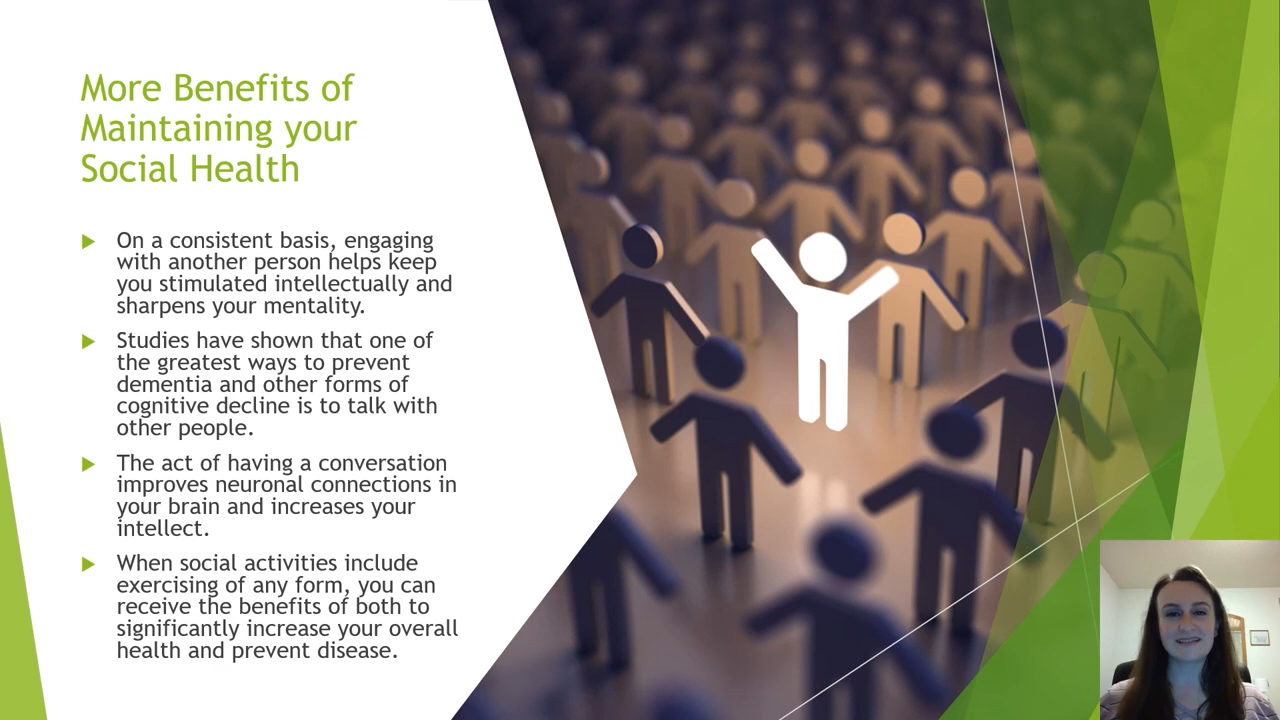 More Benefits of
Maintaining your
Social Health
On a consistent basis, engaging
with another person helps keep
you stimulated intellectually and
sharpens your mentality.
Studies have shown that one of
the greatest ways to prevent
dementia and other forms of
cognitive decline is to talk with
other people.
The act of having a conversation
improves neuronal connections in
your brain and increases your
intellect.
When social activities include
exercising of any form, you can
receive the benefits of both to
significantly increase your overall
health and prevent disease.